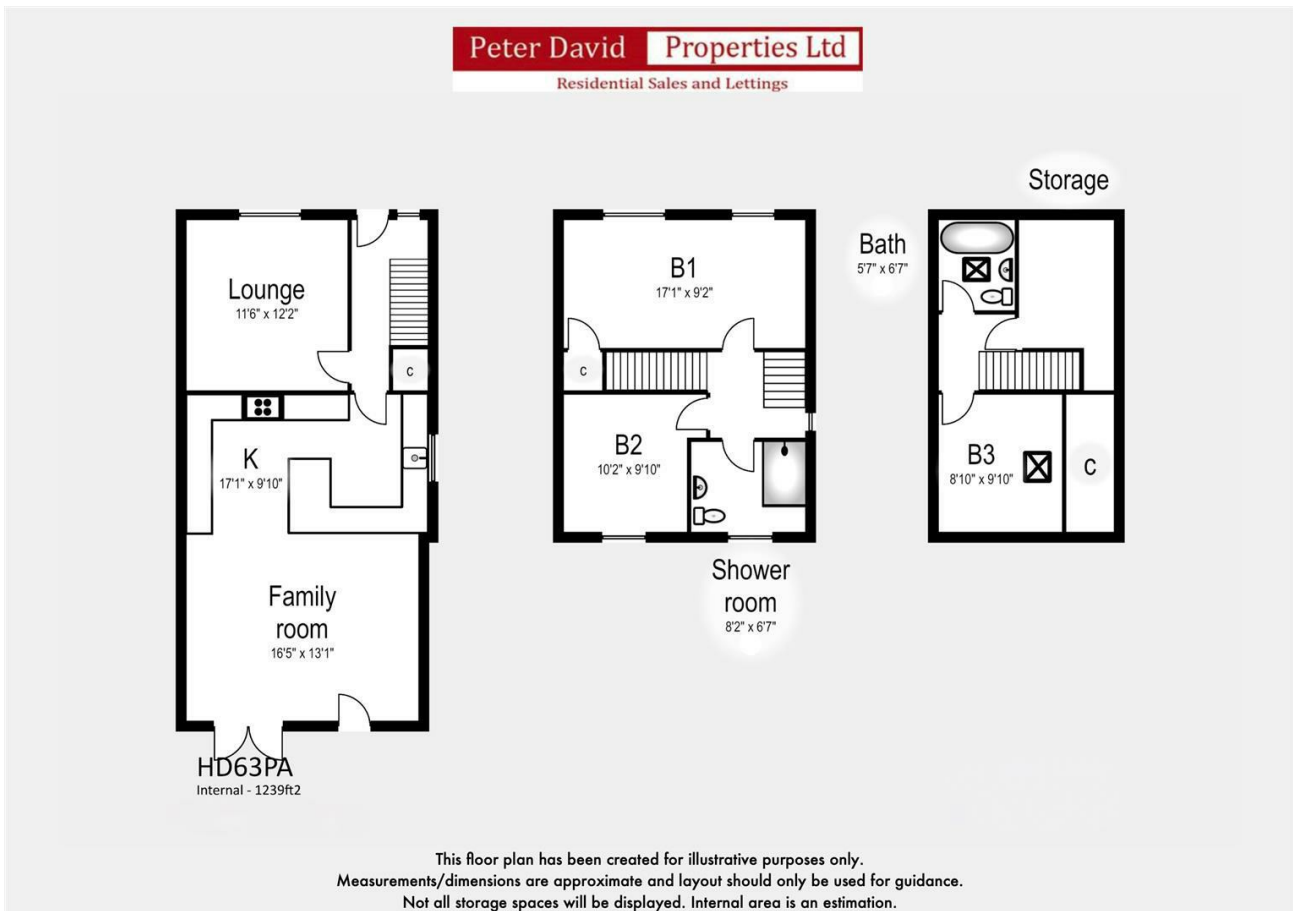 Peter David Properties Ltd
Residential Sales and Lettings
Storage
Lounge
11'6" x 12'2"
c
K
17'1" x 9'10"
Family
room
16'5" x 13'1"
HD63PA
Internal - 1239ft2
B1
17'1" x 9'2"
c
B2
10'2" x 9'10"
Shower
room
8'2" x 6'7"
Bath
5'7" x 6'7"
B3
8'10" x 9'10"
C
This floor plan has been created for illustrative purposes only.
Measurements/dimensions are approximate and layout should only be used for guidance.
Not all storage spaces will be displayed. Internal area is an estimation.